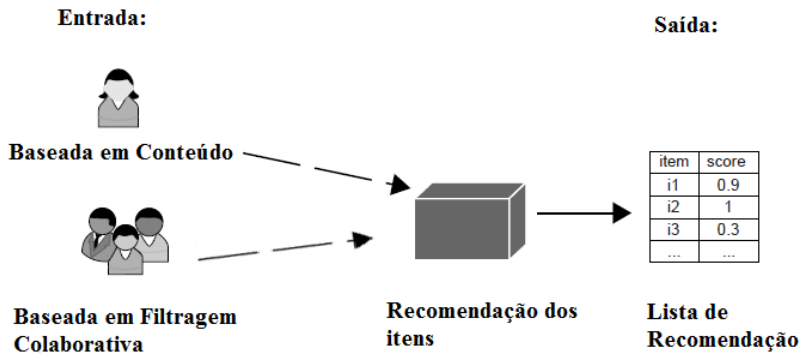 Entrada:
Saída:
Baseada em Conteúdo
item score
i1 0.9
i2 1
i3 0.3
... ...
Baseada em Filtragem
Colaborativa
Recomendação dos
itens
Lista de
Recomendação